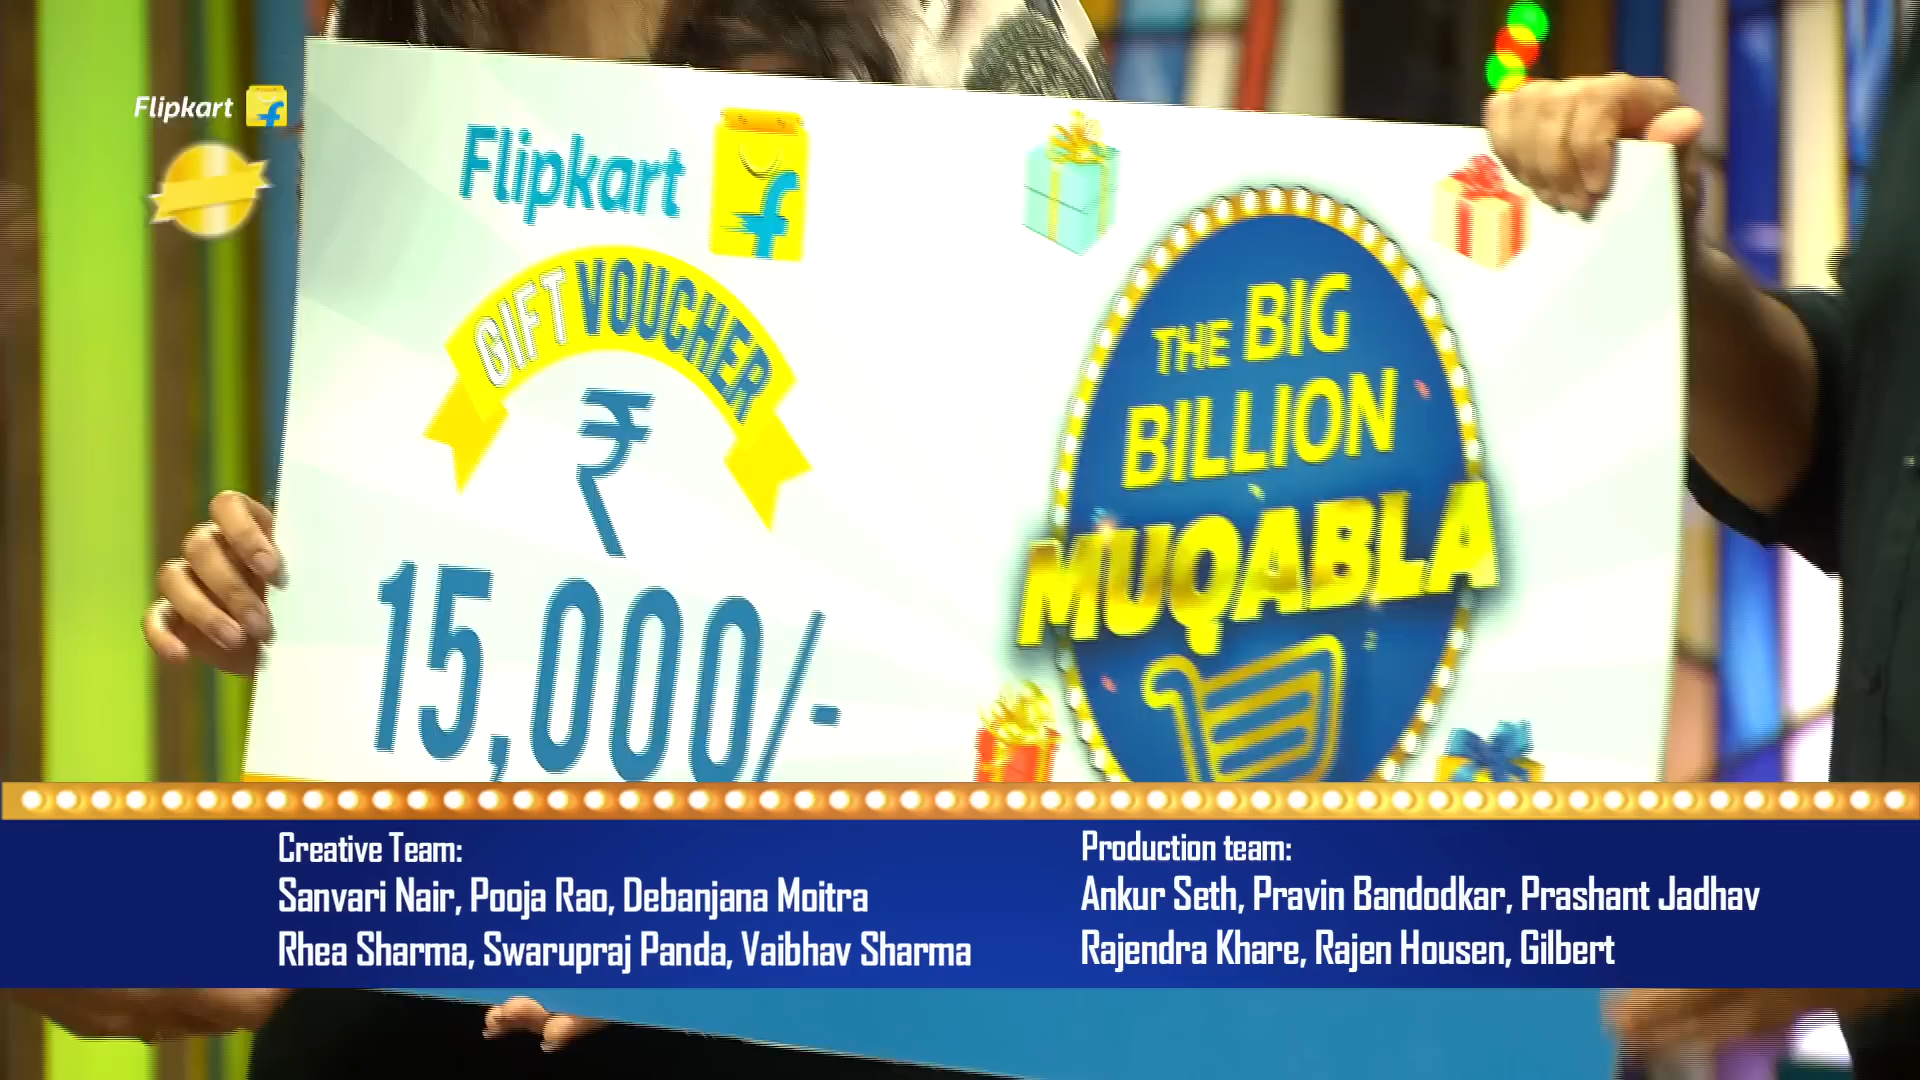 Flipkart
Flipkart
GIFT VOUCHER
₹
15,000/-
THE BIG
BILLION
MUQABLA
Creative Team:
Sanvari Nair, Pooja Rao, Debanjana Moitra
Rhea Sharma, Swarupraj Panda, Vaibhav Sharma
Production team:
Ankur Seth, Pravin Bandodkar, Prashant Jadhav
Rajendra Khare, Rajen Housen, Gilbert